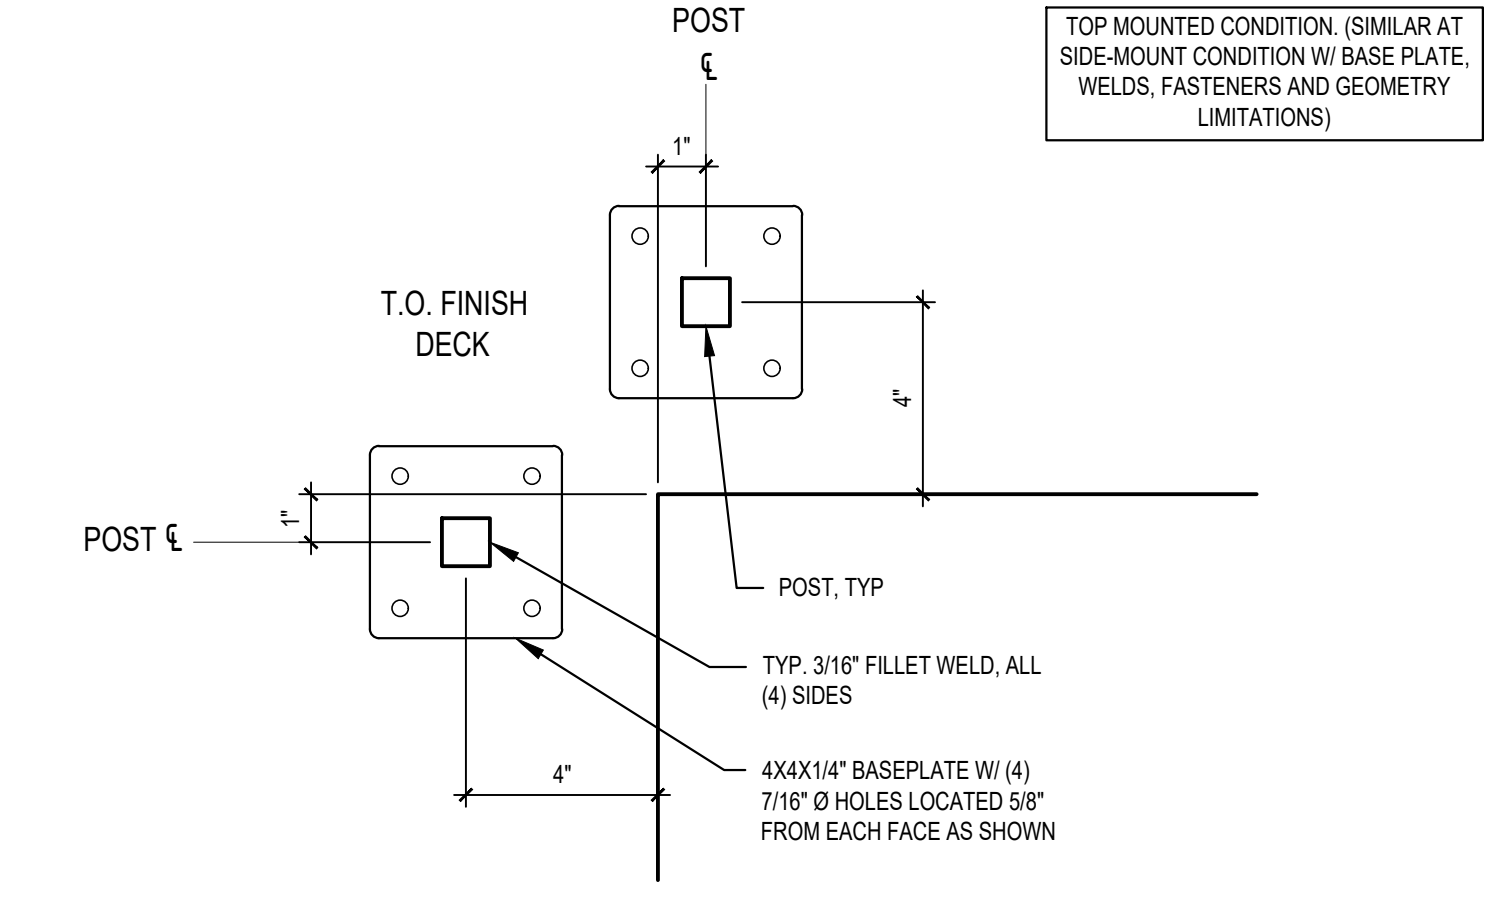 POST
℄
TOP MOUNTED CONDITION. (SIMILAR AT
SIDE-MOUNT CONDITION W/ BASE PLATE,
WELDS, FASTENERS AND GEOMETRY
LIMITATIONS)
1"
T.O. FINISH
DECK
4"
1"
POST ℄
POST, TYP
TYP. 3/16" FILLET WELD, ALL
(4) SIDES
4"
4X4X1/4" BASEPLATE W/ (4)
7/16" Ø HOLES LOCATED 5/8"
FROM EACH FACE AS SHOWN